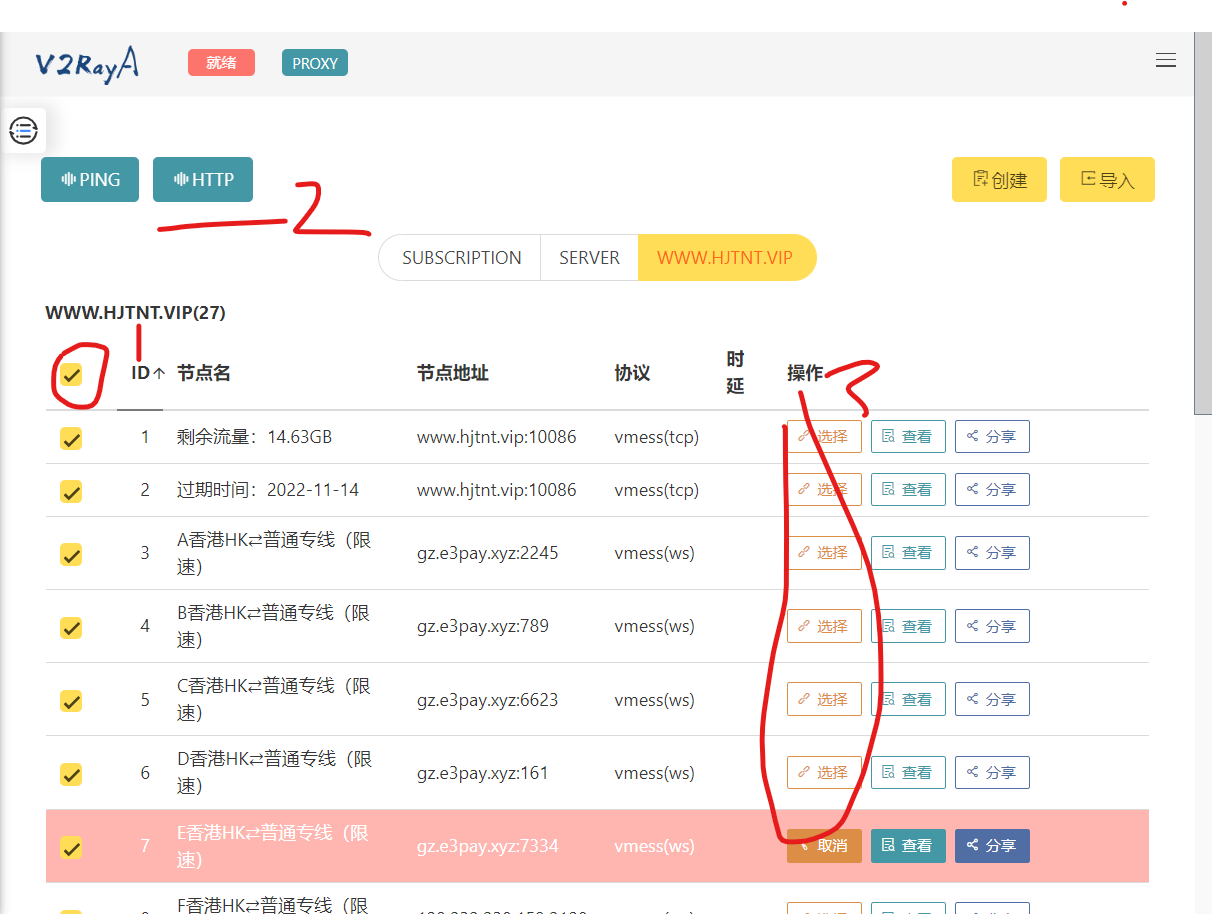 V2RayA 就绪 PROXY
PING HTTP 创建 导入
2
SUBSCRIPTION SERVER WWW.HJTNT.VIP
WWW.HJTNT.VIP(27)
1
ID↑ 节点名 节点地址 协议 时延 操作
1 剩余流量：14.63GB www.hjtnt.vip:10086 vmess(tcp) 选择 查看 分享
2 过期时间：2022-11-14 www.hjtnt.vip:10086 vmess(tcp) 选择 查看 分享
3 A香港HK⇄普通专线（限速） gz.e3pay.xyz:2245 vmess(ws) 选择 查看 分享
4 B香港HK⇄普通专线（限速） gz.e3pay.xyz:789 vmess(ws) 选择 查看 分享
5 C香港HK⇄普通专线（限速） gz.e3pay.xyz:6623 vmess(ws) 选择 查看 分享
6 D香港HK⇄普通专线（限速） gz.e3pay.xyz:161 vmess(ws) 选择 查看 分享
7 E香港HK⇄普通专线（限速） gz.e3pay.xyz:7334 vmess(ws) 取消 查看 分享
F香港HK⇄普通专线（限